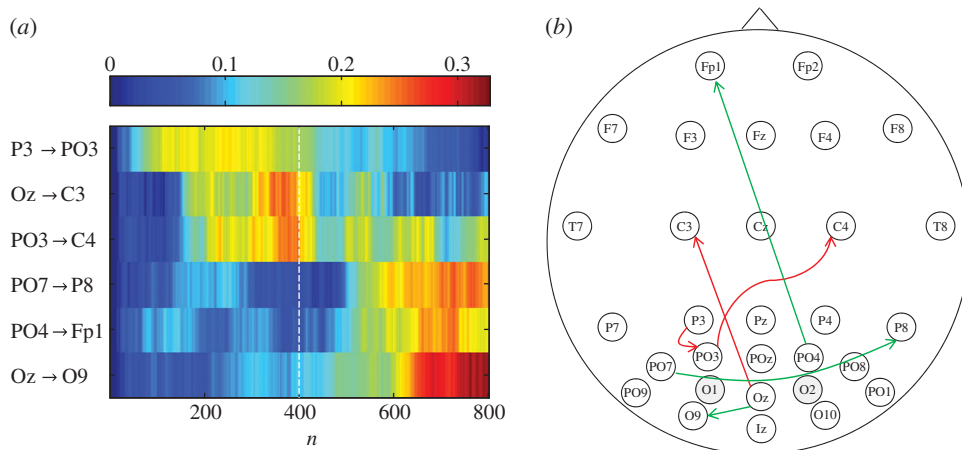 (a)
0 0.1 0.2 0.3
P3 → PO3
Oz → C3
PO3 → C4
PO7 → P8
PO4 → Fp1
Oz → O9
200 400 600 800
n
(b)
Fp1 Fp2
F7 F3 Fz F4 F8
T7 C3 Cz C4 T8
P7 P3 Pz P4 P8
PO7 PO3 POz PO4 PO8
PO9 O1 Oz O2 PO1
O9 Iz O10